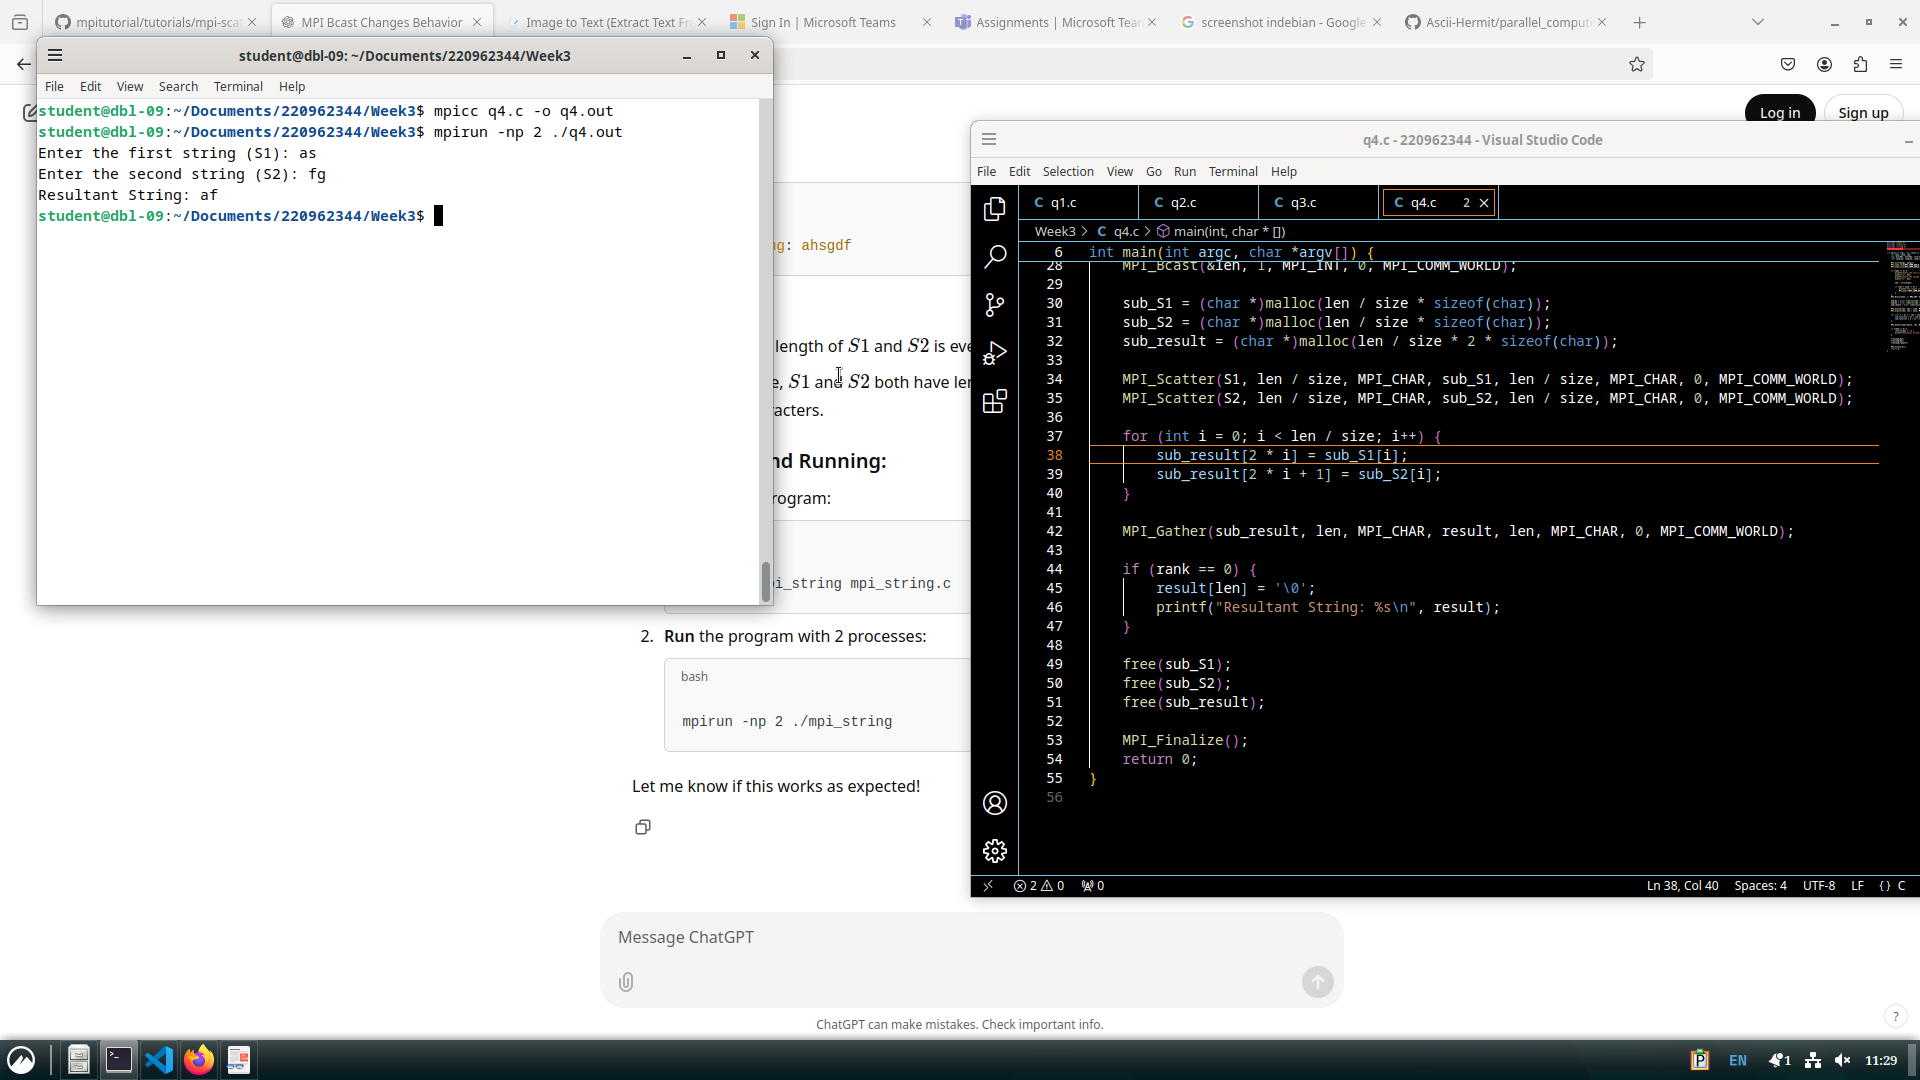 mpitutorial/tutorials/mpi-sca
MPI Bcast Changes Behavior
Image to Text (Extract Text Fr
Sign In | Microsoft Teams
Assignments | Microsoft Tea
screenshot indebian - Google
Ascii-Hermit/parallel_computi
student@dbl-09: ~/Documents/220962344/Week3
File Edit View Search Terminal Help
student@dbl-09:~/Documents/220962344/Week3$ mpicc q4.c -o q4.out
student@dbl-09:~/Documents/220962344/Week3$ mpirun -np 2 ./q4.out
Enter the first string (S1): as
Enter the second string (S2): fg
Resultant String: af
student@dbl-09:~/Documents/220962344/Week3$
Log in
Sign up
ng: ahsgdf
length of S1 and S2 is eve
e, S1 and S2 both have ler
racters.
nd Running:
rogram:
pi_string mpi_string.c
2. Run the program with 2 processes:
bash
mpirun -np 2 ./mpi_string
Let me know if this works as expected!
Message ChatGPT
ChatGPT can make mistakes. Check important info.
?
q4.c - 220962344 - Visual Studio Code
File Edit Selection View Go Run Terminal Help
C q1.c
C q2.c
C q3.c
C q4.c 2
Week3 > C q4.c > main(int, char * [])
6 int main(int argc, char *argv[]) {
28 MPI_Bcast(&len, 1, MPI_INT, 0, MPI_COMM_WORLD);
29
30 sub_S1 = (char *)malloc(len / size * sizeof(char));
31 sub_S2 = (char *)malloc(len / size * sizeof(char));
32 sub_result = (char *)malloc(len / size * 2 * sizeof(char));
33
34 MPI_Scatter(S1, len / size, MPI_CHAR, sub_S1, len / size, MPI_CHAR, 0, MPI_COMM_WORLD);
35 MPI_Scatter(S2, len / size, MPI_CHAR, sub_S2, len / size, MPI_CHAR, 0, MPI_COMM_WORLD);
36
37 for (int i = 0; i < len / size; i++) {
38 sub_result[2 * i] = sub_S1[i];
39 sub_result[2 * i + 1] = sub_S2[i];
40 }
41
42 MPI_Gather(sub_result, len, MPI_CHAR, result, len, MPI_CHAR, 0, MPI_COMM_WORLD);
43
44 if (rank == 0) {
45 result[len] = '\0';
46 printf("Resultant String: %s\n", result);
47 }
48
49 free(sub_S1);
50 free(sub_S2);
51 free(sub_result);
52
53 MPI_Finalize();
54 return 0;
55 }
56
2 0 0
Ln 38, Col 40 Spaces: 4 UTF-8 LF {} C
EN 1 11:29